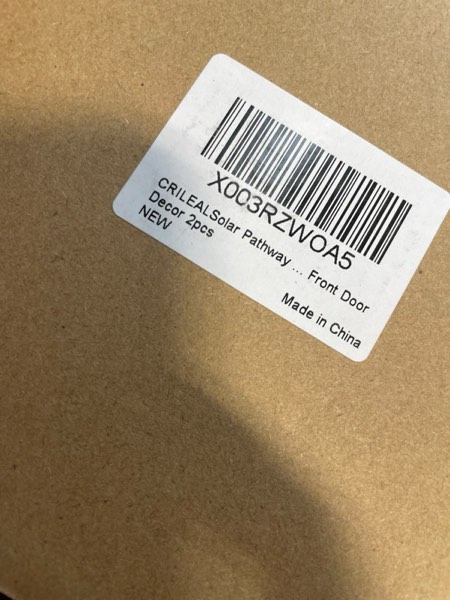 X003RZWOA5
CRILEALSolar Pathway ... Front Door
Decor 2pcs
NEW
Made in China